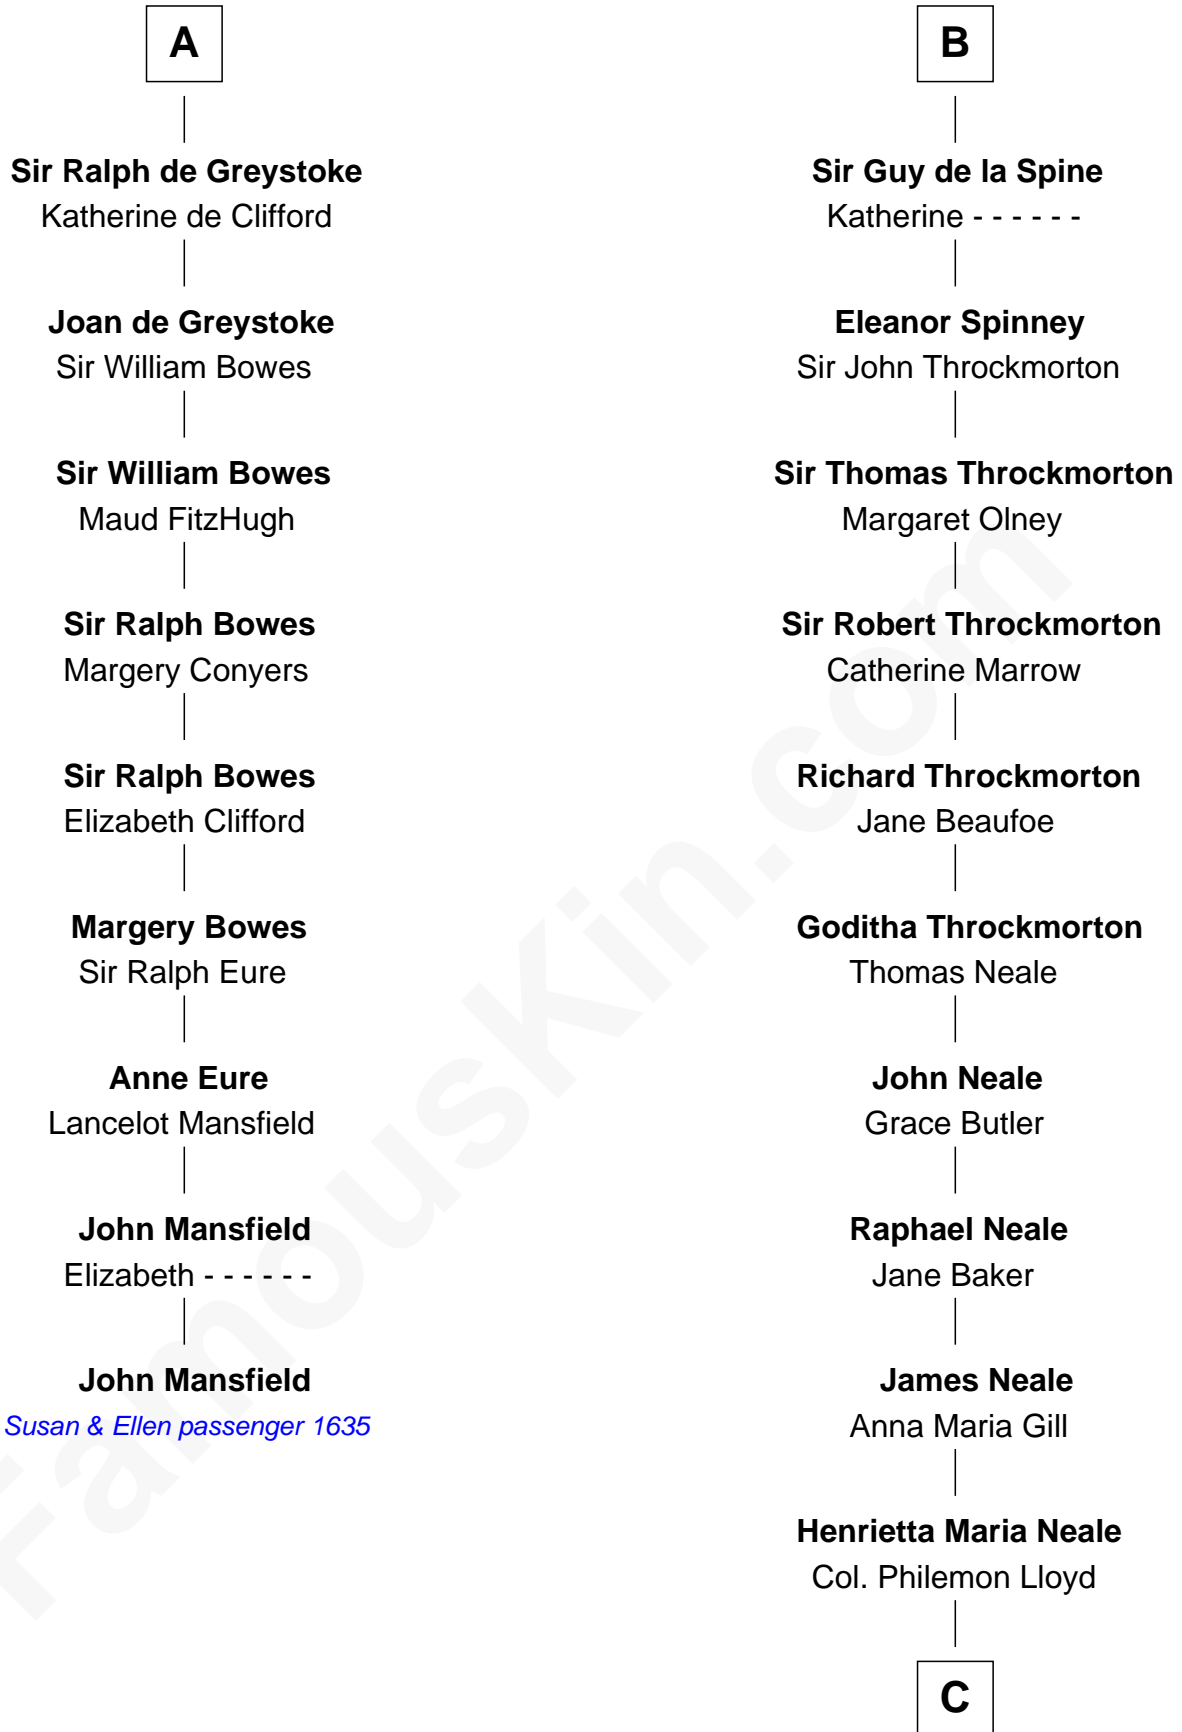 A
Sir Ralph de Greystoke
Katherine de Clifford
Joan de Greystoke
Sir William Bowes
Sir William Bowes
Maud FitzHugh
Sir Ralph Bowes
Margery Conyers
Sir Ralph Bowes
Elizabeth Clifford
Margery Bowes
Sir Ralph Eure
Anne Eure
Lancelot Mansfield
John Mansfield
Elizabeth - - - - - -
John Mansfield
Susan & Ellen passenger 1635
B
Sir Guy de la Spine
Katherine - - - - - -
Eleanor Spinney
Sir John Throckmorton
Sir Thomas Throckmorton
Margaret Olney
Sir Robert Throckmorton
Catherine Marrow
Richard Throckmorton
Jane Beaufoe
Goditha Throckmorton
Thomas Neale
John Neale
Grace Butler
Raphael Neale
Jane Baker
James Neale
Anna Maria Gill
Henrietta Maria Neale
Col. Philemon Lloyd
C
FamousKin.com